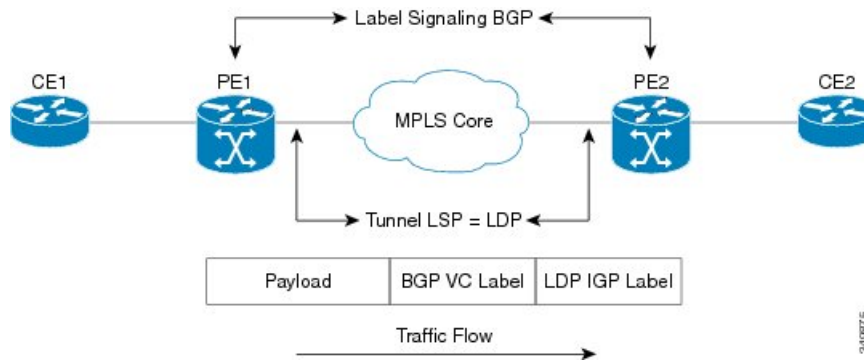 Label Signaling BGP
CE1
PE1
PE2
CE2
MPLS Core
Tunnel LSP = LDP
Payload
BGP VC Label
LDP IGP Label
Traffic Flow